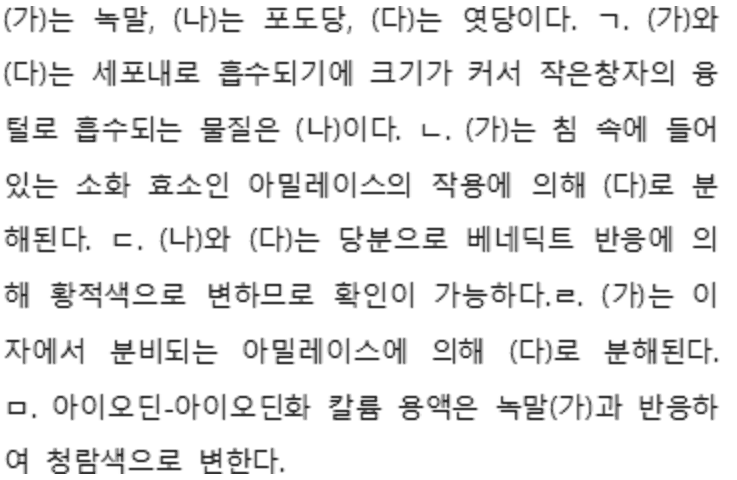 (가)는 녹말, (나)는 포도당, (다)는 엿당이다. ㄱ. (가)와
(다)는 세포내로 흡수되기에 크기가 커서 작은창자의 융
털로 흡수되는 물질은 (나)이다. ㄴ. (가)는 침 속에 들어
있는 소화 효소인 아밀레이스의 작용에 의해 (다)로 분
해된다. ㄷ. (나)와 (다)는 당분으로 베네딕트 반응에 의
해 황적색으로 변하므로 확인이 가능하다.ㄹ. (가)는 이
자에서 분비되는 아밀레이스에 의해 (다)로 분해된다.
ㅁ. 아이오딘-아이오딘화 칼륨 용액은 녹말(가)과 반응하
여 청람색으로 변한다.